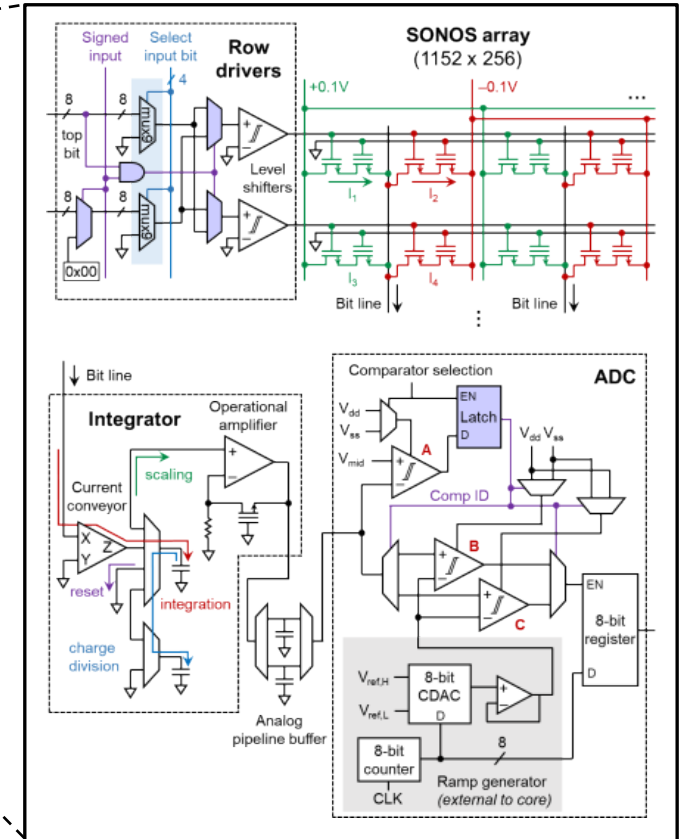 Signed
input
Select
input bit
Row
drivers
SONOS array
(1152 x 256)
+0.1V
–0.1V
...
4
8
8
mux9
top
bit
Level
shifters
I1
I2
8
8
mux9
0x00
I3
I4
Bit line
Bit line
...
Bit line
Integrator
Operational
amplifier
+
−
scaling
Current
conveyor
X
Y
Z
reset
integration
charge
division
Analog
pipeline buffer
Comparator selection
ADC
Vdd
Vss
Vmid
A
EN
Latch
D
Vdd Vss
Comp ID
B
C
EN
8-bit
register
D
Vref,H
Vref,L
8-bit
CDAC
D
8-bit
counter
CLK
8
Ramp generator
(external to core)